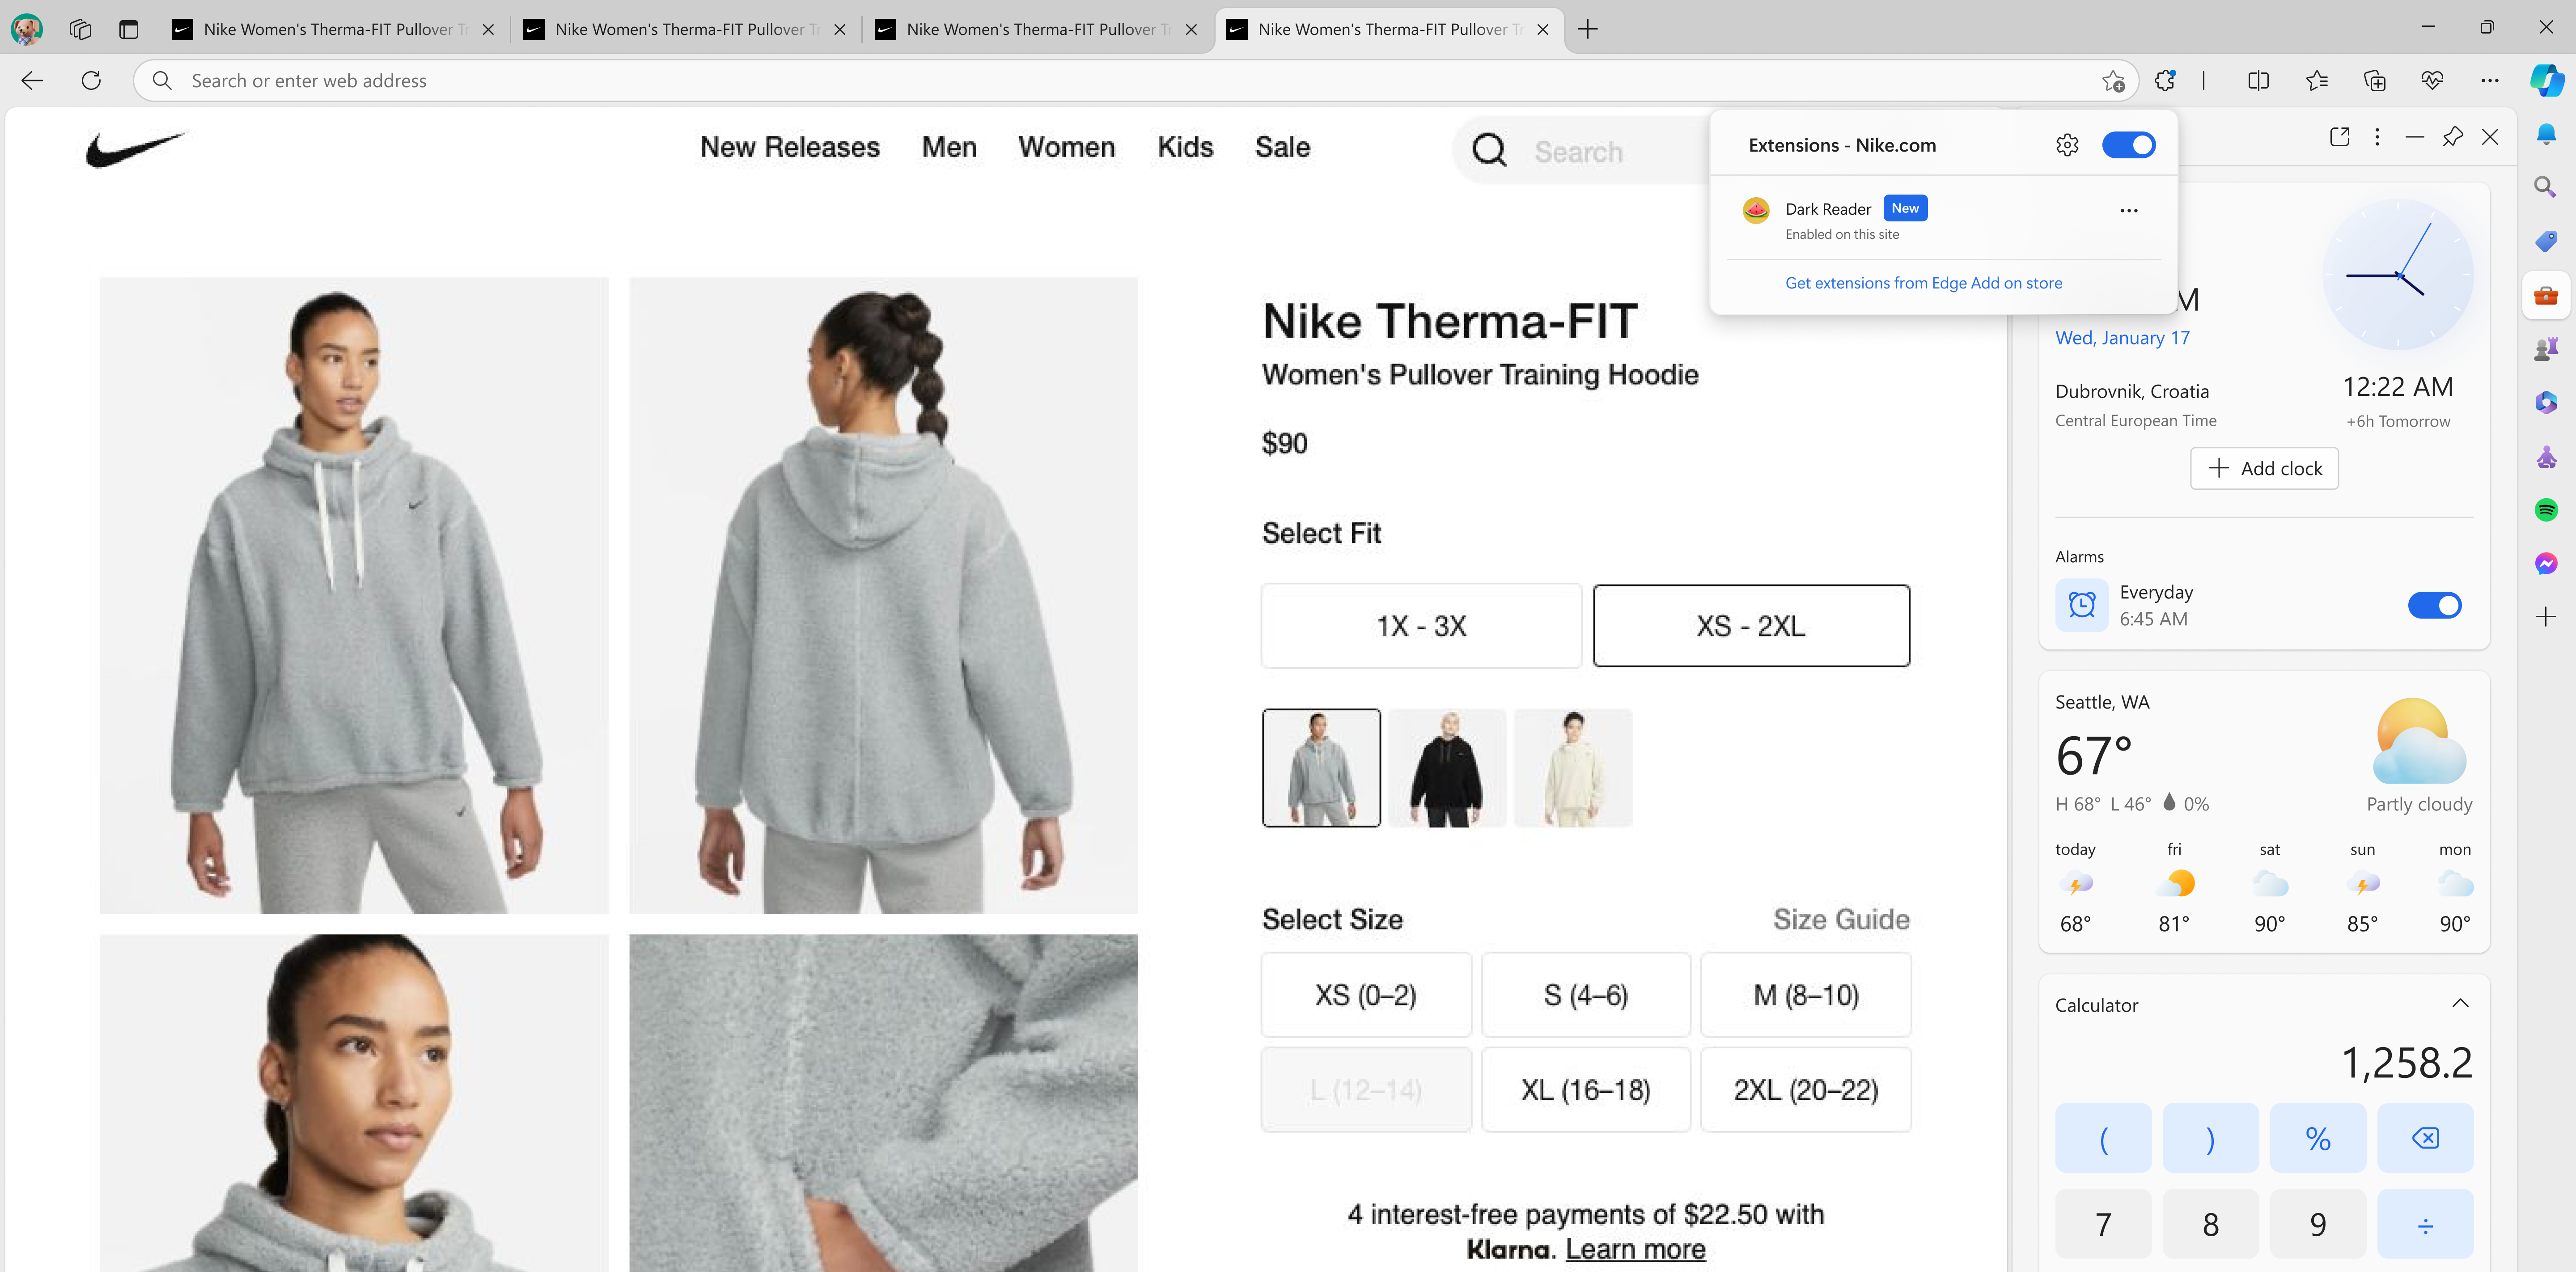 Nike Women's Therma-FIT Pullover Tr
Nike Women's Therma-FIT Pullover Tr
Nike Women's Therma-FIT Pullover Tr
Nike Women's Therma-FIT Pullover Tr
Search or enter web address
New Releases Men Women Kids Sale
Search
Extensions - Nike.com
Dark Reader New
Enabled on this site
Get extensions from Edge Add on store
Nike Therma-FIT
Women's Pullover Training Hoodie
$90
Select Fit
1X - 3X XS - 2XL
Select Size Size Guide
XS (0–2) S (4–6) M (8–10)
L (12–14) XL (16–18) 2XL (20–22)
4 interest-free payments of $22.50 with
Klarna. Learn more
M
Wed, January 17
Dubrovnik, Croatia 12:22 AM
Central European Time +6h Tomorrow
Add clock
Alarms
Everyday
6:45 AM
Seattle, WA
67°
H 68° L 46° 0% Partly cloudy
today fri sat sun mon
68° 81° 90° 85° 90°
Calculator
1,258.2
( ) %
7 8 9 ÷